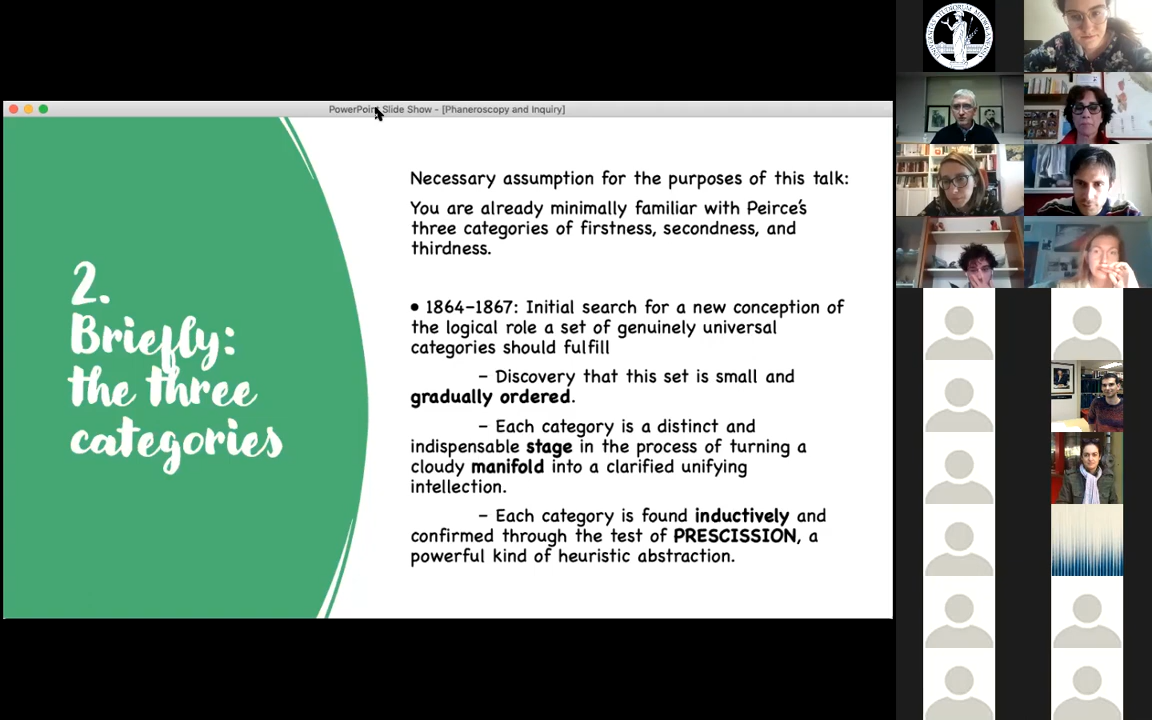 PowerPoint Slide Show - [Phaneroscopy and Inquiry]
2.
Briefly:
the three
categories
Necessary assumption for the purposes of this talk:
You are already minimally familiar with Peirce's
three categories of firstness, secondness, and
thirdness.
• 1864–1867: Initial search for a new conception of
the logical role a set of genuinely universal
categories should fulfill
– Discovery that this set is small and
gradually ordered.
– Each category is a distinct and
indispensable stage in the process of turning a
cloudy manifold into a clarified unifying
intellection.
– Each category is found inductively and
confirmed through the test of PRESCISSION, a
powerful kind of heuristic abstraction.